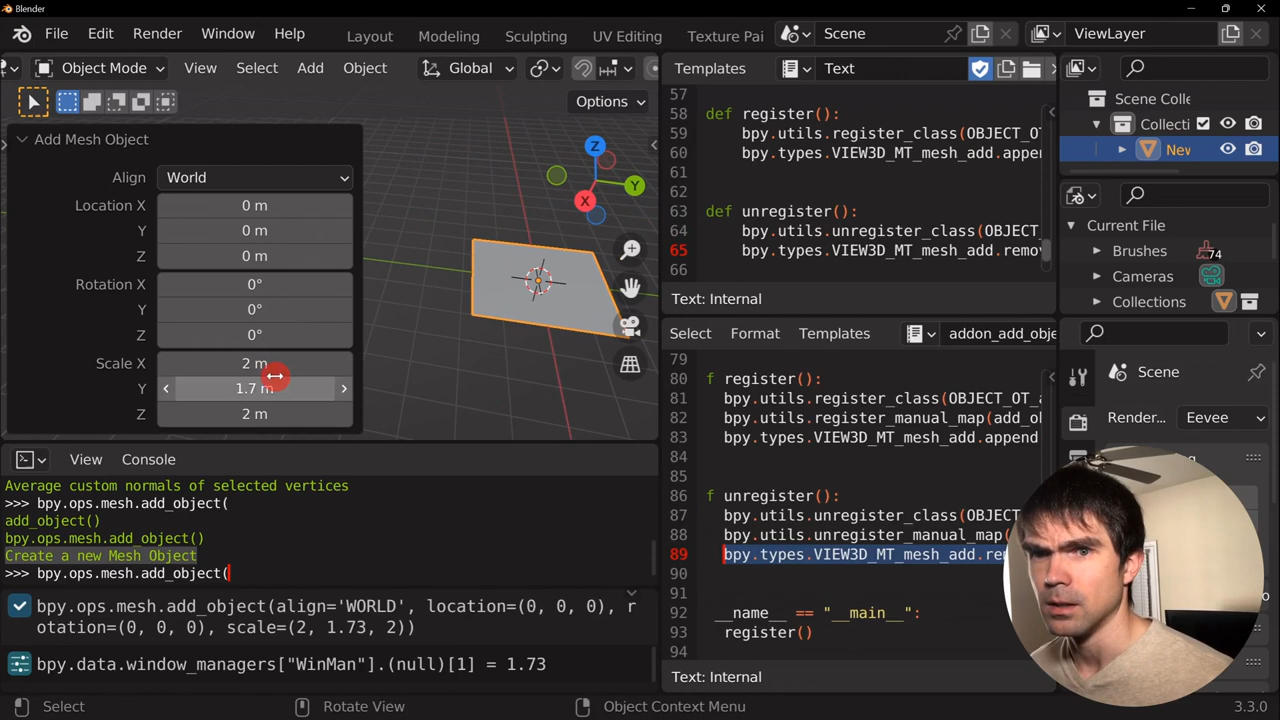 Blender
File Edit Render Window Help
Layout Modeling Sculpting UV Editing Texture Pai
Scene
ViewLayer
Object Mode View Select Add Object Global
Templates Text
Options
Scene Colle
Collecti
New
Add Mesh Object
Align World
Location X 0 m
Y 0 m
Z 0 m
Rotation X 0°
Y 0°
Z 0°
Scale X 2 m
Y 1.7 m
Z 2 m
Z
Y
X
57
58 def register():
59 bpy.utils.register_class(OBJECT_OT
60 bpy.types.VIEW3D_MT_mesh_add.appen
61
62
63 def unregister():
64 bpy.utils.unregister_class(OBJECT_
65 bpy.types.VIEW3D_MT_mesh_add.remov
66
Text: Internal
Current File
Brushes 74
Cameras
Collections
Select Format Templates addon_add_obje
79
80 f register():
81 bpy.utils.register_class(OBJECT_OT_a
82 bpy.utils.register_manual_map(add_ob
83 bpy.types.VIEW3D_MT_mesh_add.append
84
85
86 f unregister():
87 bpy.utils.unregister_class(OBJECT
88 bpy.utils.unregister_manual_map(
89 bpy.types.VIEW3D_MT_mesh_add.re
90
91
92 __name__ == "__main__":
93 register()
94
Text: Internal
Scene
Render... Eevee
View Console
Average custom normals of selected vertices
>>> bpy.ops.mesh.add_object(
add_object()
bpy.ops.mesh.add_object()
Create a new Mesh Object
>>> bpy.ops.mesh.add_object(
bpy.ops.mesh.add_object(align='WORLD', location=(0, 0, 0), r
otation=(0, 0, 0), scale=(2, 1.73, 2))
bpy.data.window_managers["WinMan"].(null)[1] = 1.73
Select Rotate View Object Context Menu 3.3.0